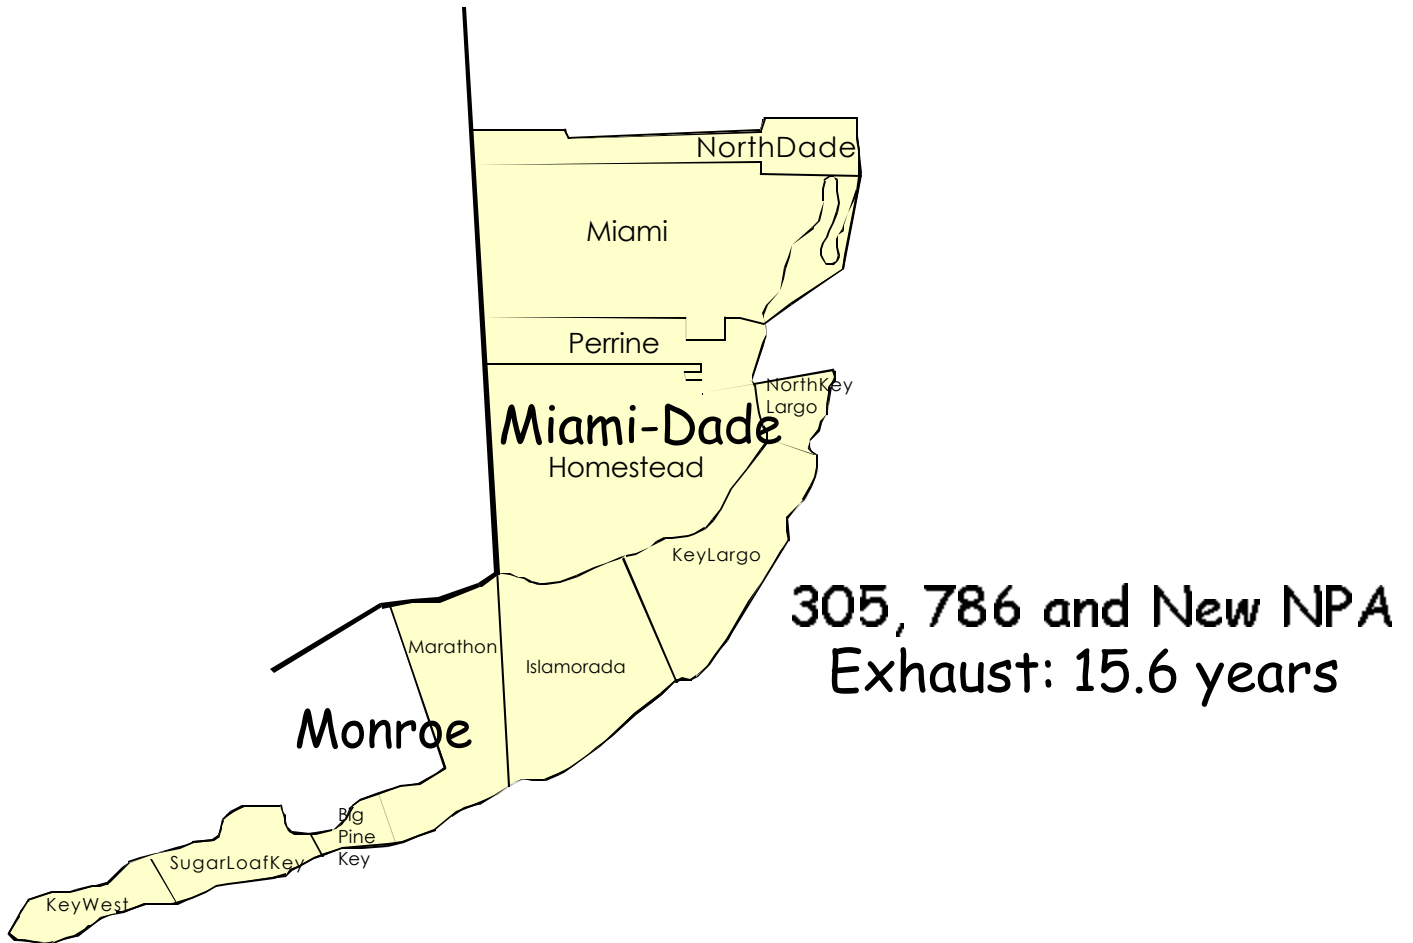 NorthDade
Miami
Perrine
NorthKey
Largo
Miami-Dade
Homestead
KeyLargo
305, 786 and New NPA
Exhaust: 15.6 years
Marathon
Islamorada
Monroe
Big
Pine
Key
SugarLoafKey
KeyWest